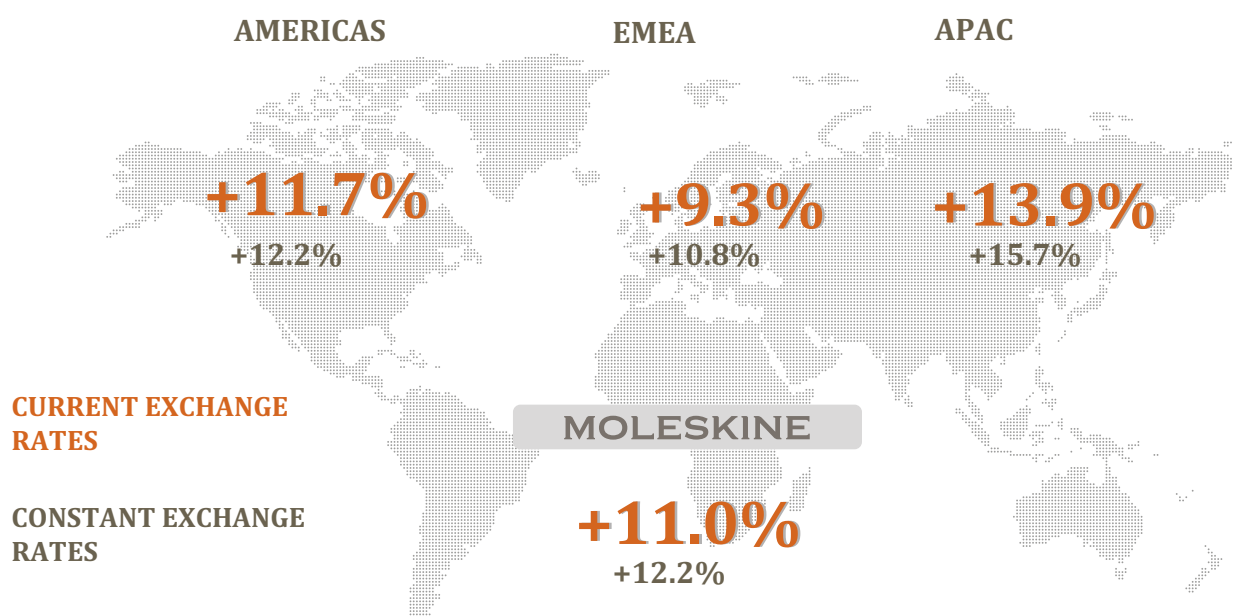 AMERICAS
EMEA
APAC
+11.7%
+12.2%
+9.3%
+10.8%
+13.9%
+15.7%
CURRENT EXCHANGE
RATES
MOLESKINE
CONSTANT EXCHANGE
RATES
+11.0%
+12.2%